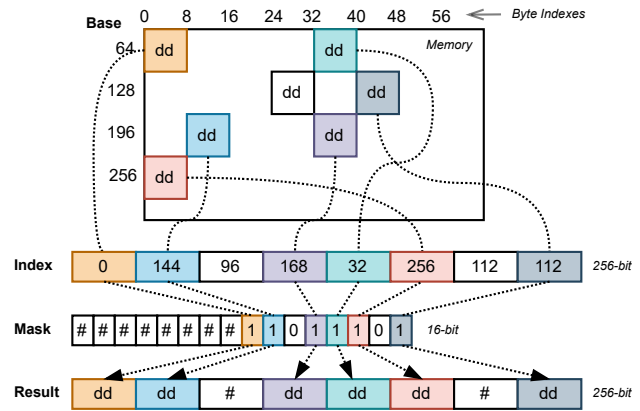 Base 0 8 16 24 32 40 48 56 Byte Indexes
64 dd dd Memory
128 dd dd
196 dd dd
256 dd
Index 0 144 96 168 32 256 112 112 256-bit
Mask # # # # # # # # 1 1 0 1 1 1 0 1 16-bit
Result dd dd # dd dd dd # dd 256-bit